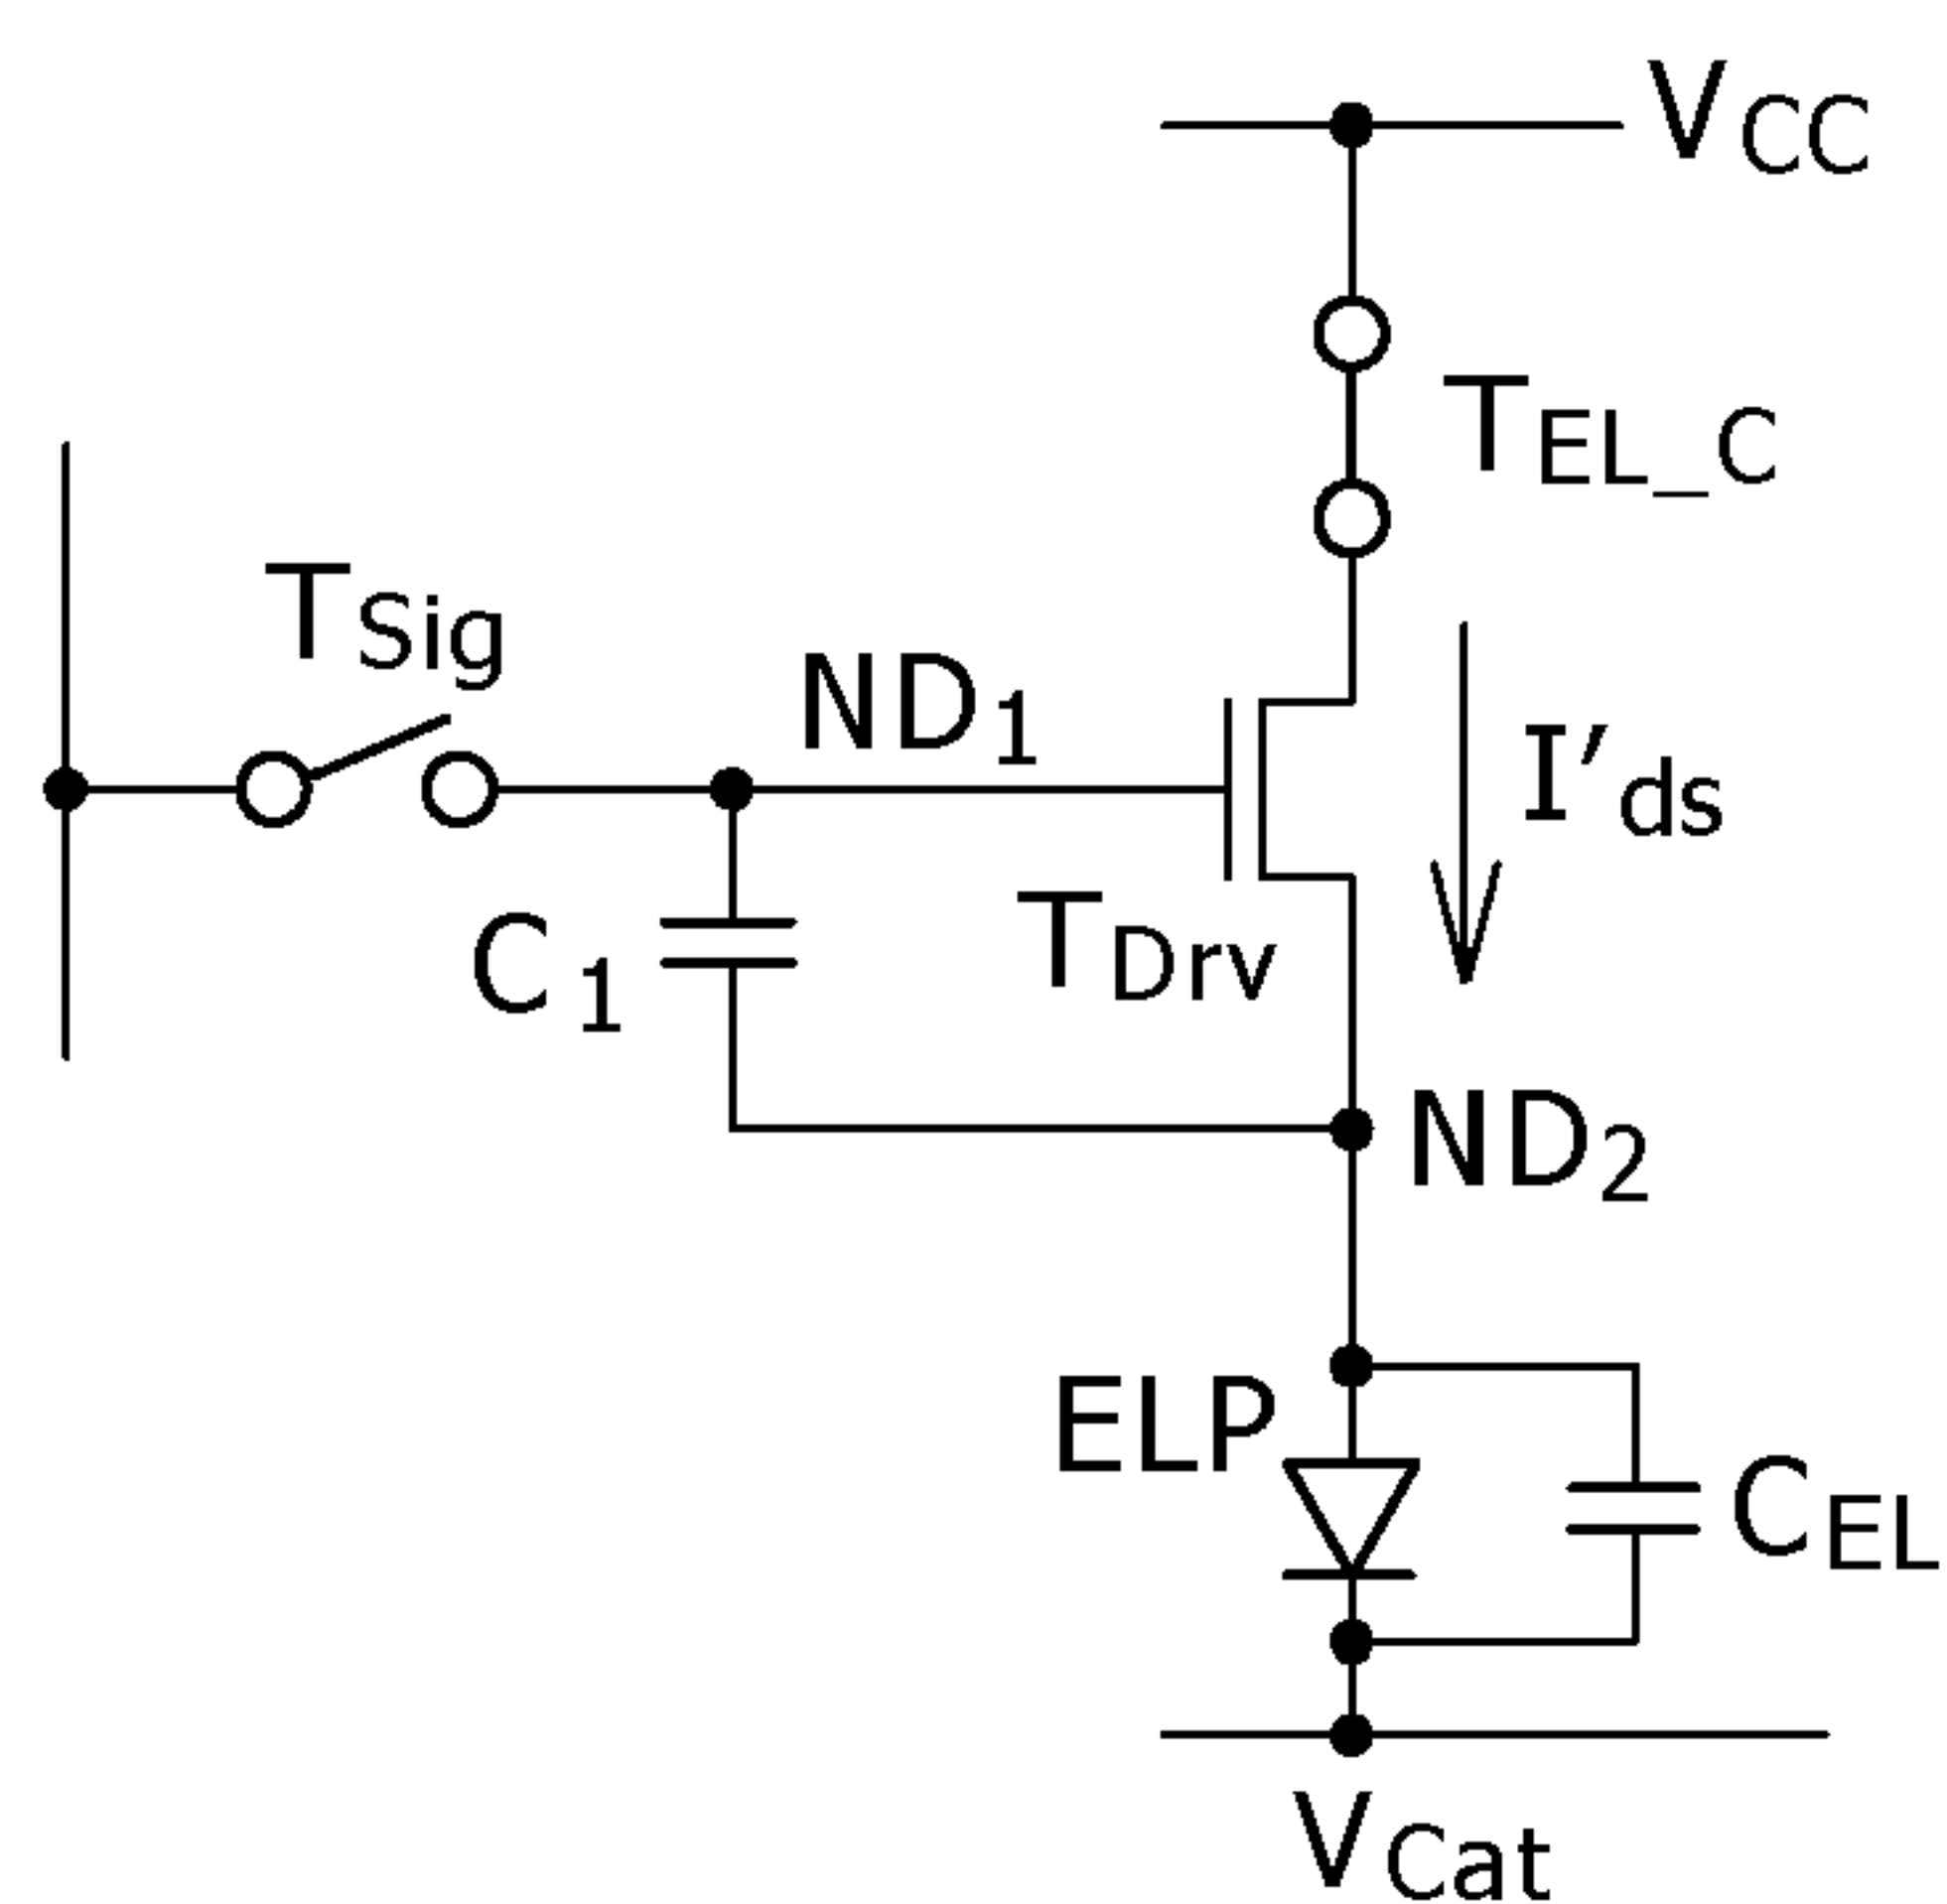 VCC
TEL_C
TSig
ND1
I'ds
C1
TDrv
ND2
ELP
CEL
VCat